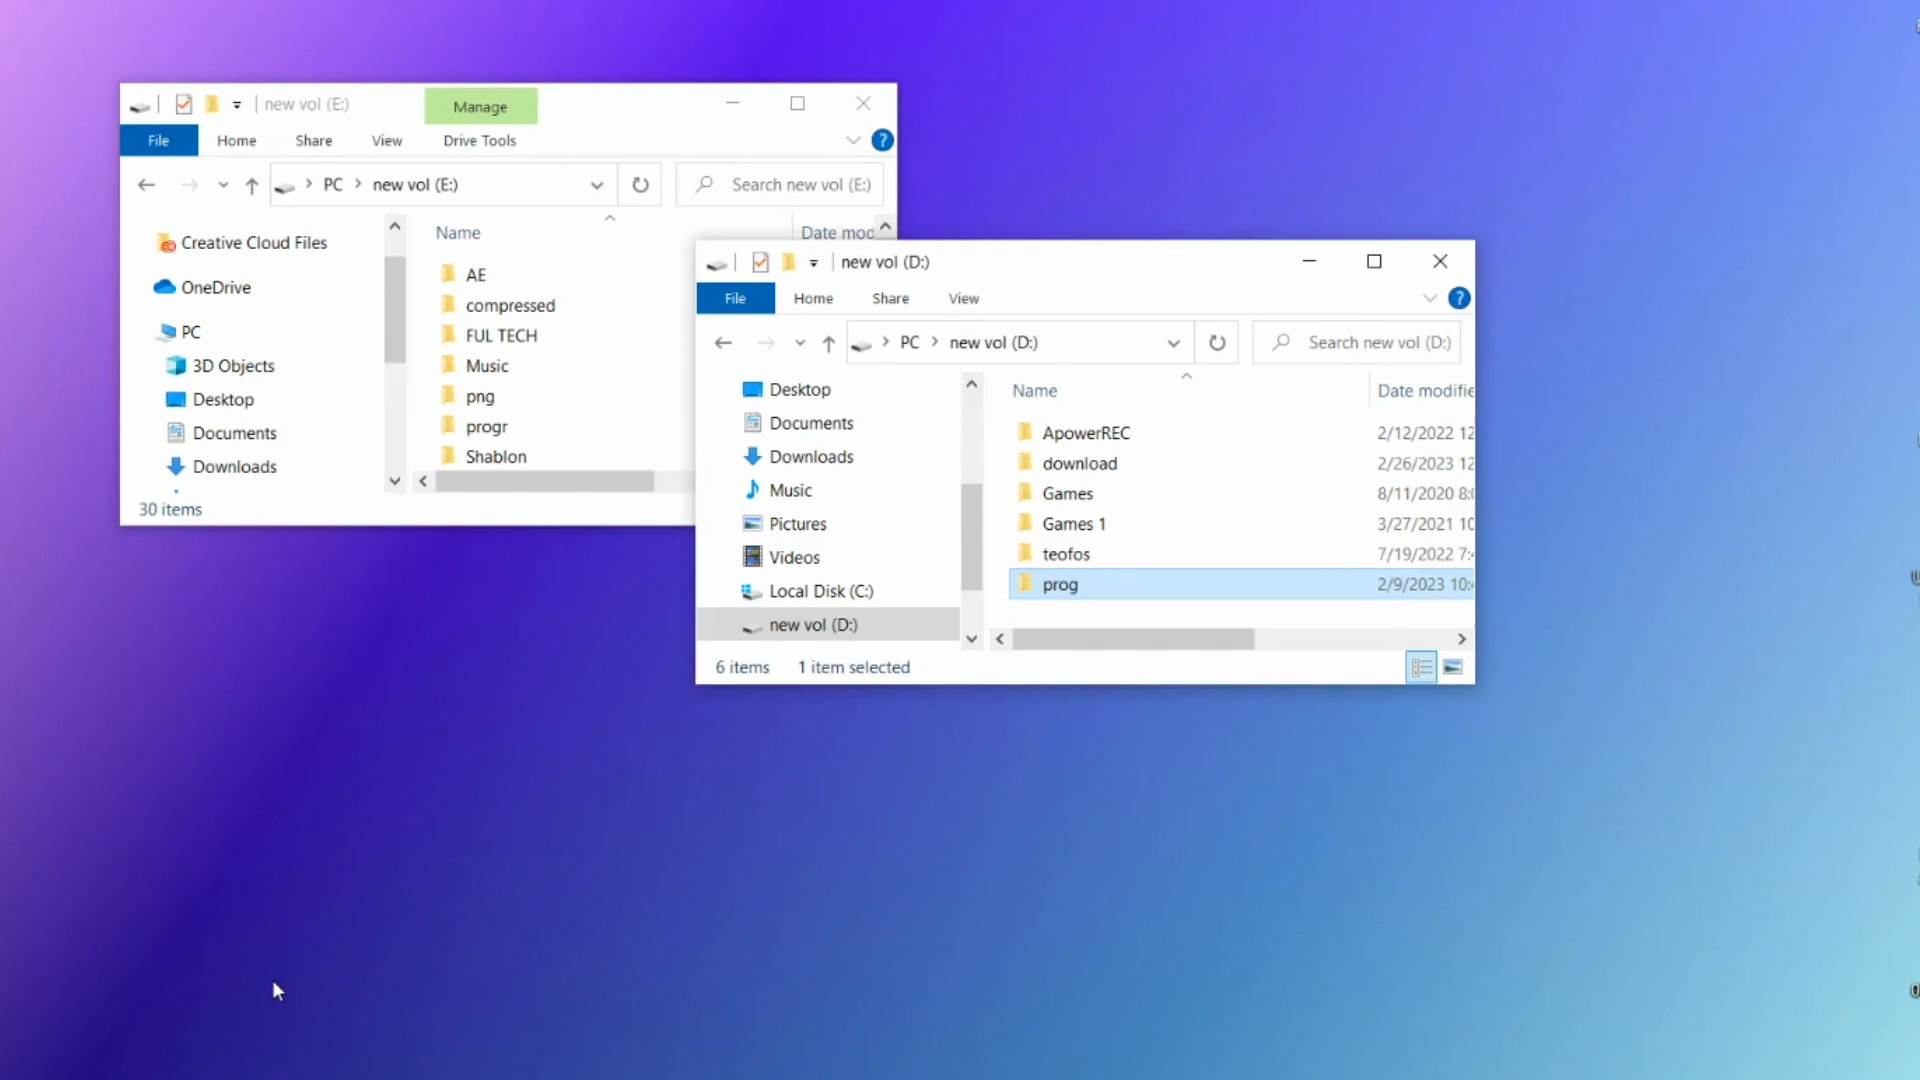 new vol (E:)
Manage
File
Home
Share
View
Drive Tools
PC
new vol (E:)
Search new vol (E:)
Creative Cloud Files
OneDrive
PC
3D Objects
Desktop
Documents
Downloads
Name
Date mod
AE
compressed
FUL TECH
Music
png
progr
Shablon
30 items
new vol (D:)
File
Home
Share
View
PC
new vol (D:)
Search new vol (D:)
Desktop
Documents
Downloads
Music
Pictures
Videos
Local Disk (C:)
new vol (D:)
Name
Date modifie
ApowerREC
2/12/2022 12
download
2/26/2023 12
Games
8/11/2020 8:0
Games 1
3/27/2021 10
teofos
7/19/2022 7:4
prog
2/9/2023 10:4
6 items
1 item selected